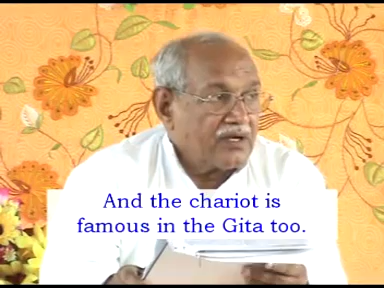 And the chariot is
famous in the Gita too.